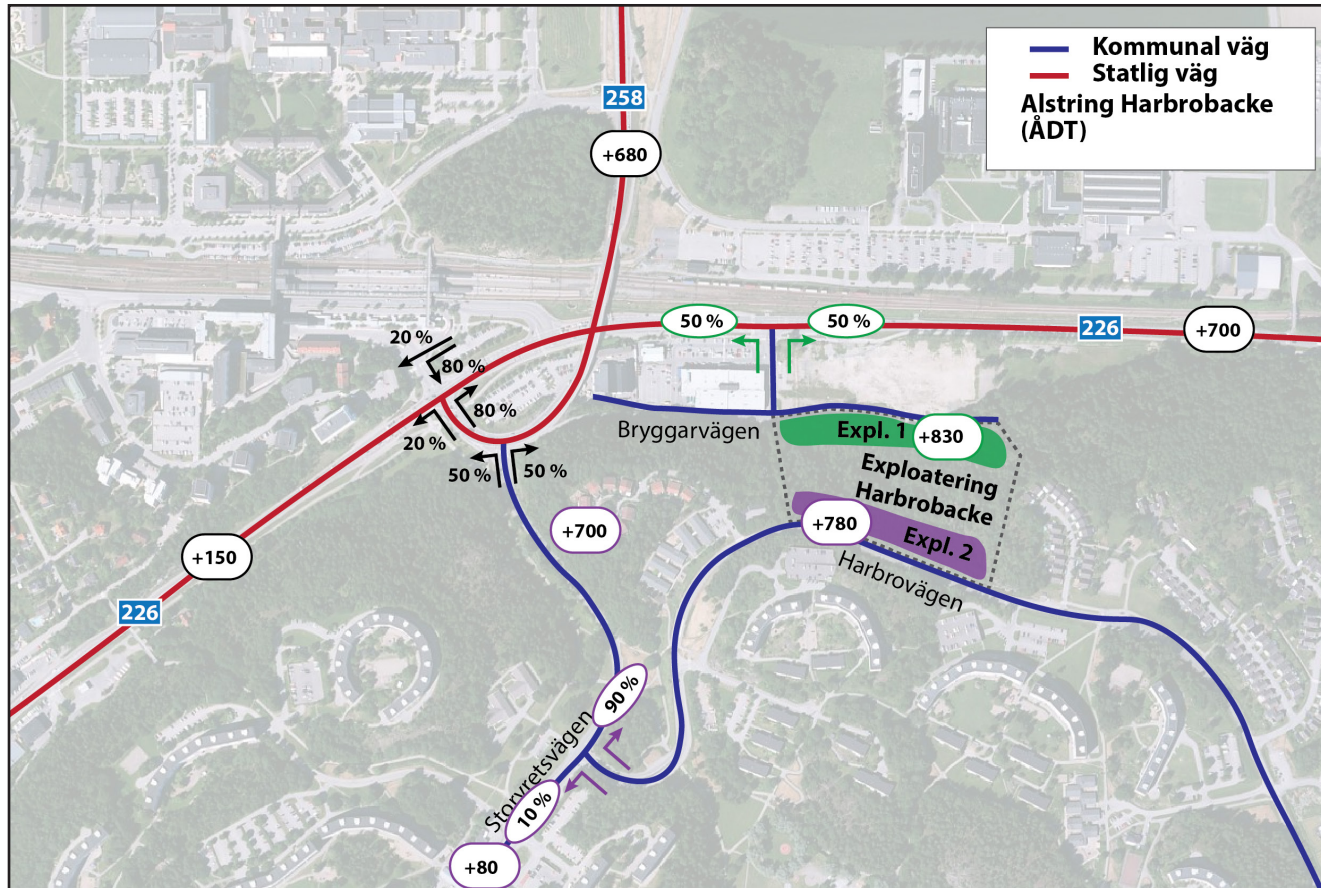 Kommunal väg
Statlig väg
Alstring Harbrobacke
(ÅDT)
258
+680
50 %
50 %
226
+700
20 %
80 %
80 %
20 %
50 %
50 %
Bryggarvägen
Expl. 1
+830
Exploatering
Harbrobacke
+700
+780
Expl. 2
Harbrovägen
+150
226
90 %
Storvretsvägen
10 %
+80